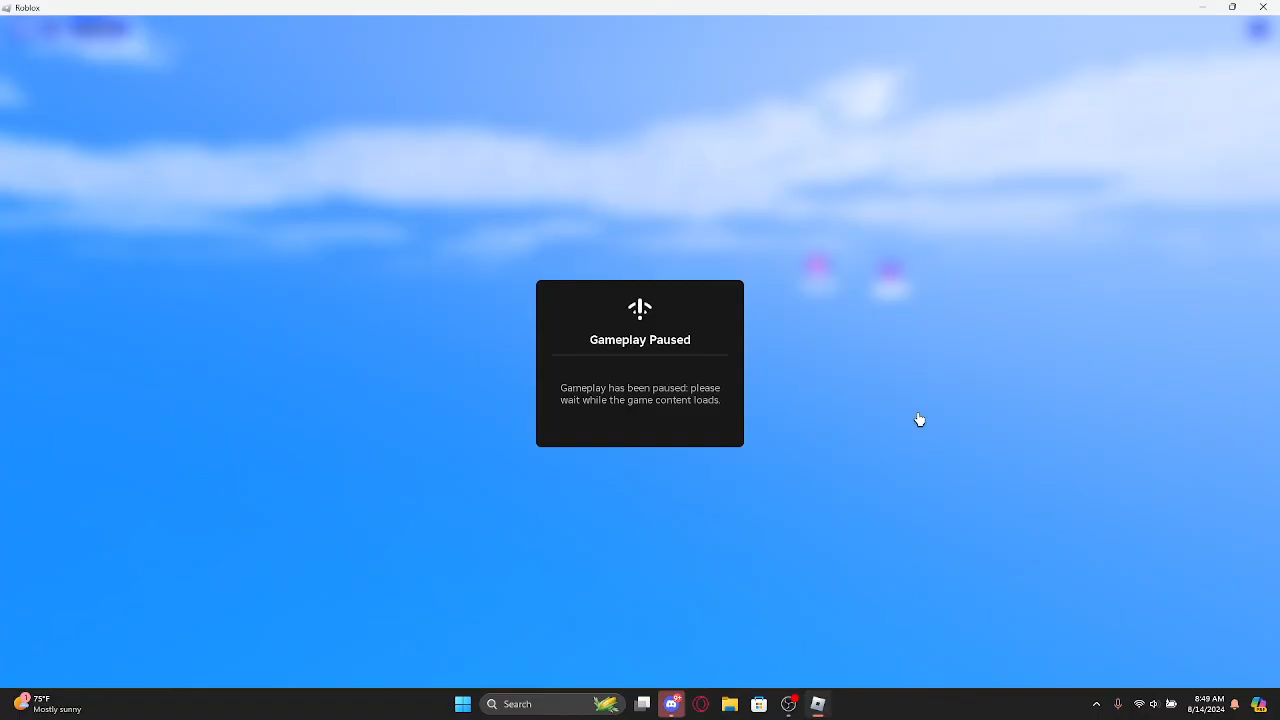 Roblox
Gameplay Paused
Gameplay has been paused: please
wait while the game content loads.
75°F
Mostly sunny
Search
8:49 AM
8/14/2024